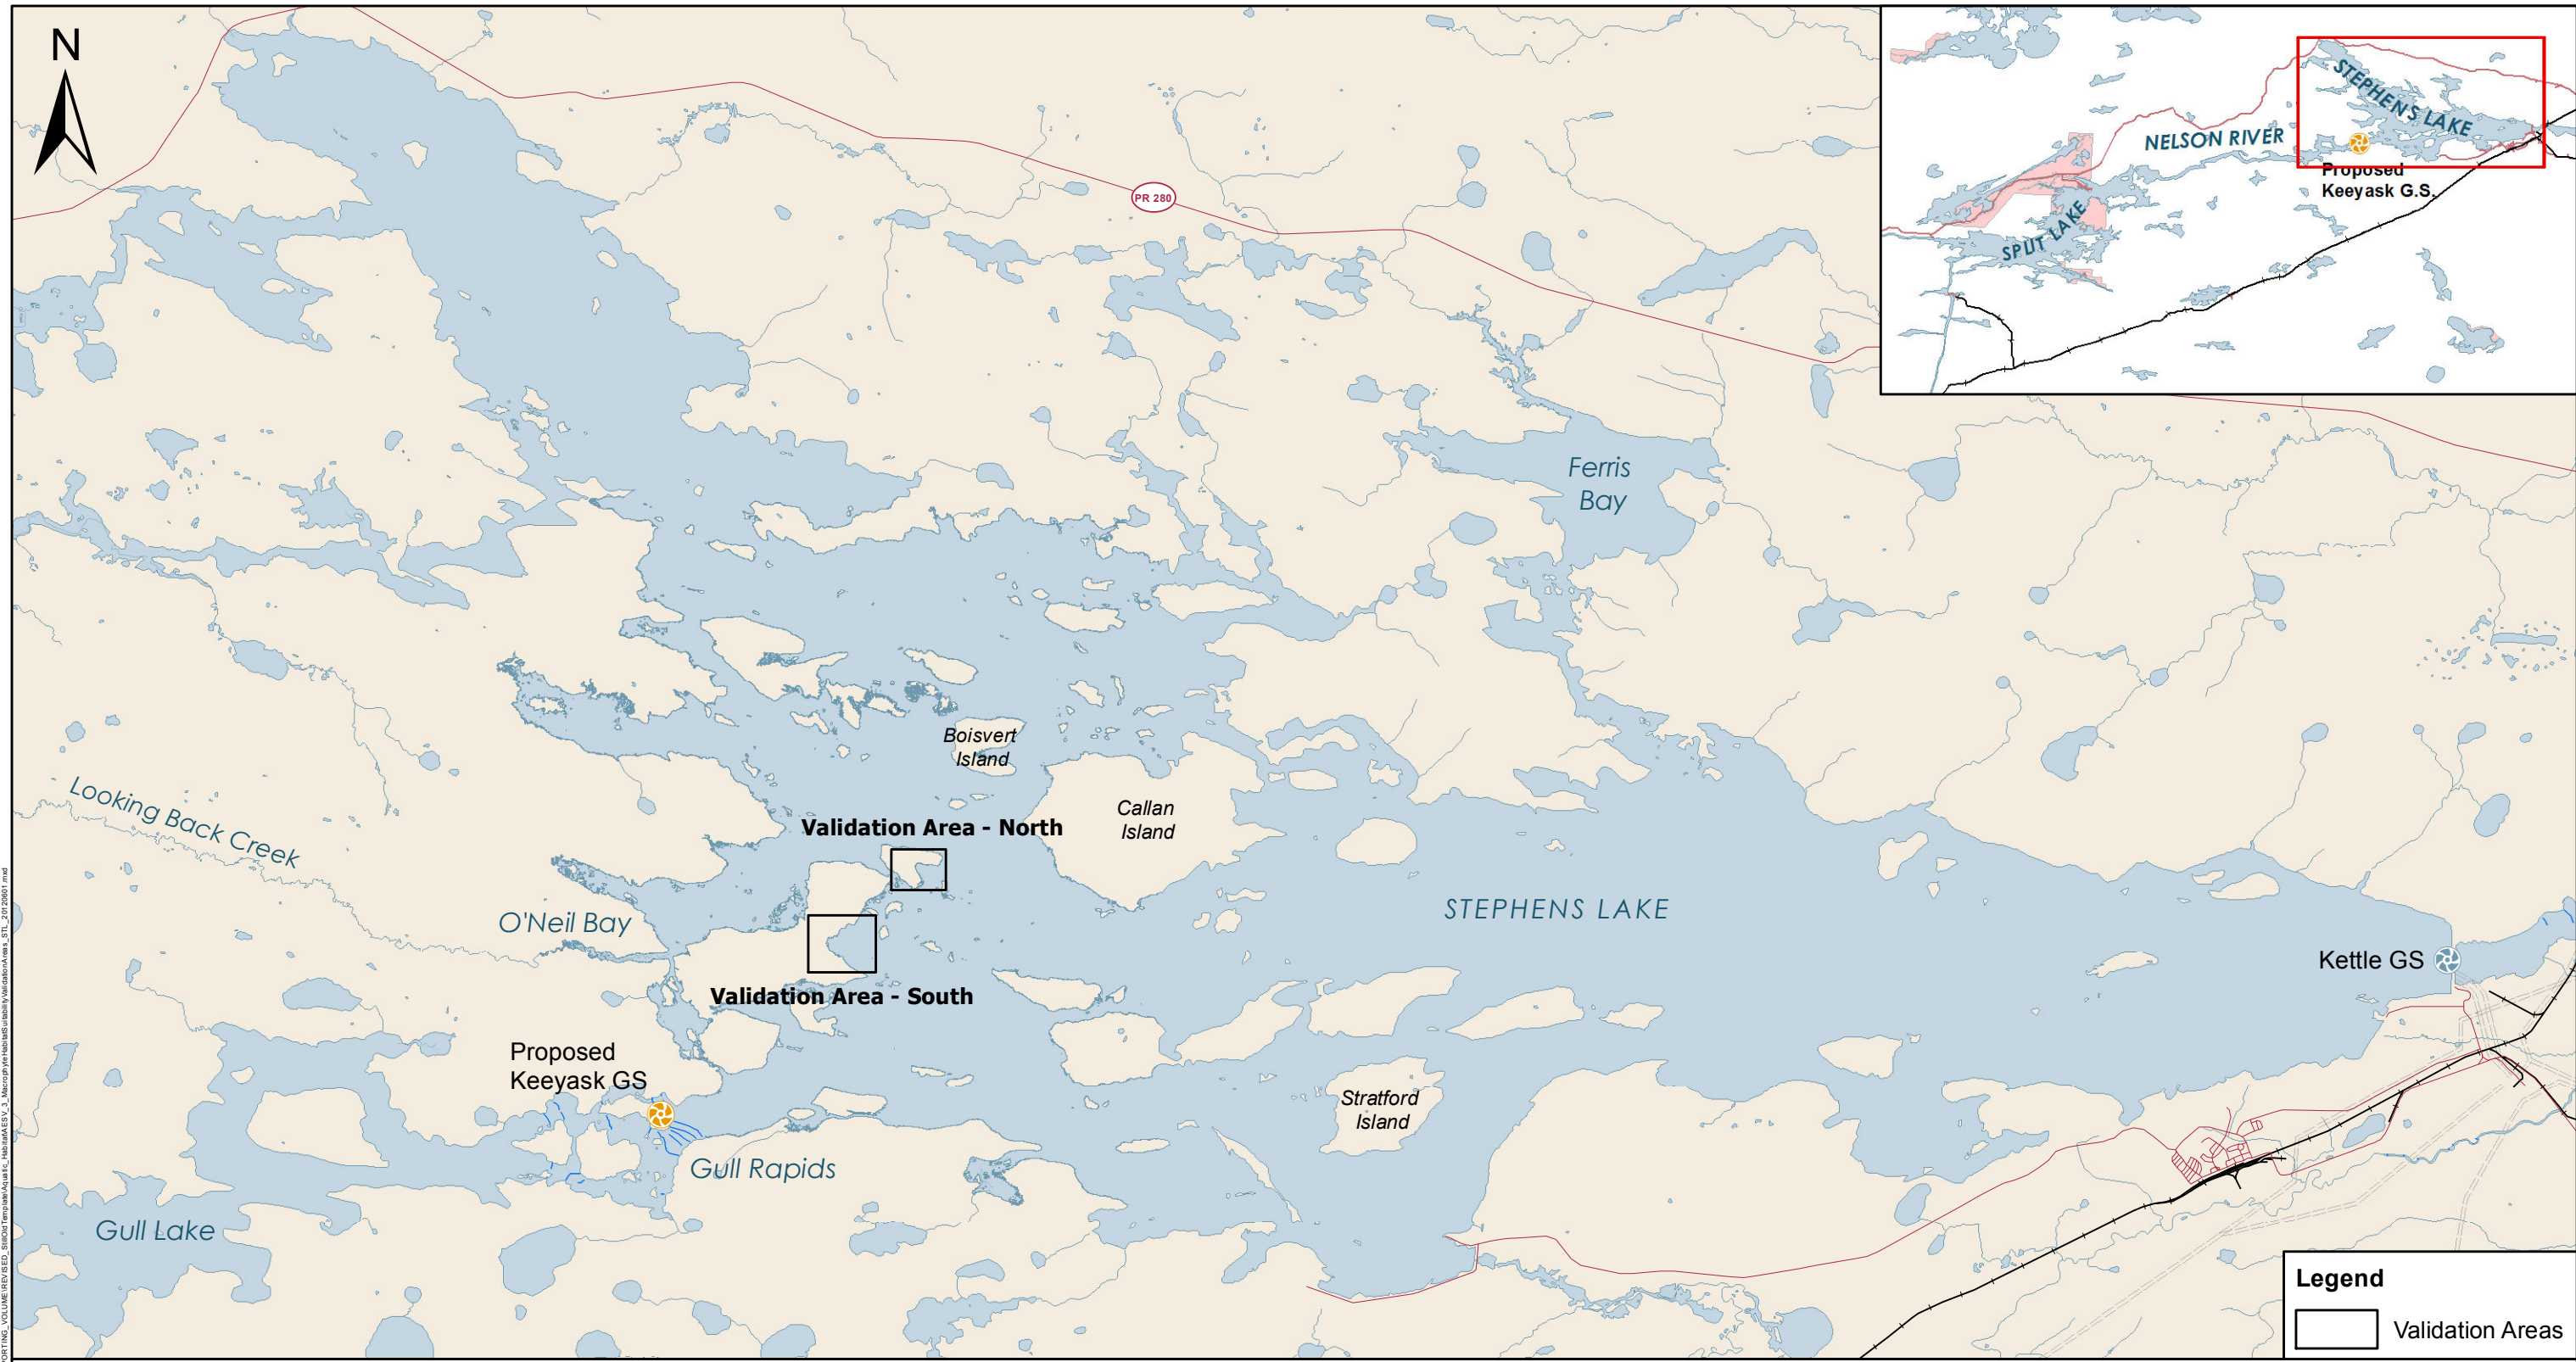 N
PR 280
STEPHENS LAKE
NELSON RIVER
Proposed
Keeyask G.S.
SPLIT LAKE
Ferris
Bay
Boisvert
Island
Callan
Island
Looking Back Creek
Validation Area - North
O'Neil Bay
STEPHENS LAKE
Kettle GS
Validation Area - South
Proposed
Keeyask GS
Stratford
Island
Gull Rapids
Gull Lake
Legend
Validation Areas